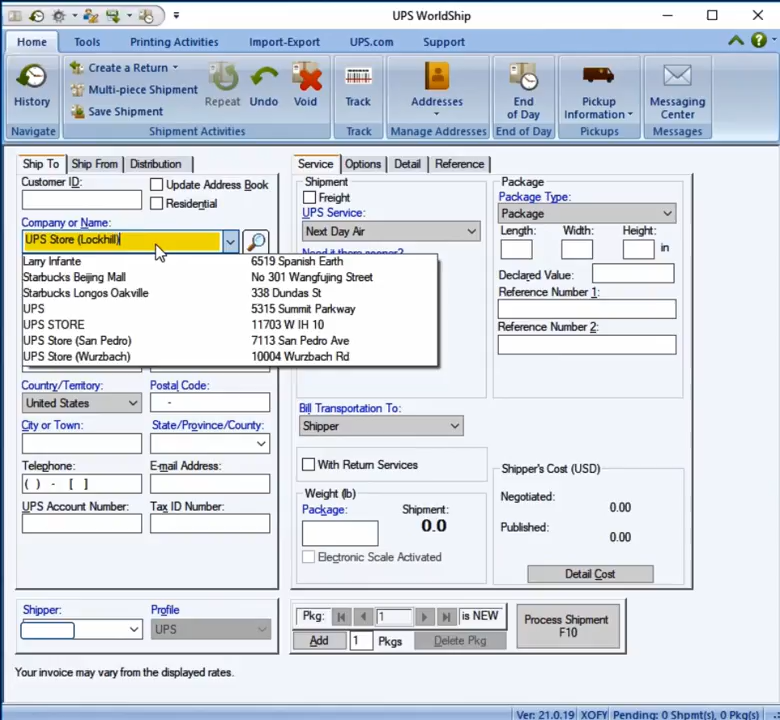 UPS WorldShip
Home Tools Printing Activities Import-Export UPS.com Support
History
Create a Return
Multi-piece Shipment
Save Shipment
Repeat Undo Void
Track
Addresses
End of Day
Pickup Information
Messaging Center
Navigate Shipment Activities Track Manage Addresses End of Day Pickups Messages
Ship To Ship From Distribution
Customer ID:
Update Address Book
Residential
Company or Name:
UPS Store (Lockhill)
Larry Infante 6519 Spanish Earth
Starbucks Beijing Mall No 301 Wangfujing Street
Starbucks Longos Oakville 338 Dundas St
UPS 5315 Summit Parkway
UPS STORE 11703 W IH 10
UPS Store (San Pedro) 7113 San Pedro Ave
UPS Store (Wurzbach) 10004 Wurzbach Rd
Country/Territory: Postal Code:
United States -
City or Town: State/Province/County:
Telephone: E-mail Address:
( ) - [ ]
UPS Account Number: Tax ID Number:
Shipper: Profile
UPS
Your invoice may vary from the displayed rates.
Service Options Detail Reference
Shipment
Freight
UPS Service:
Next Day Air
Need it there sooner?
Bill Transportation To:
Shipper
With Return Services
Weight (lb)
Package: Shipment:
0.0
Electronic Scale Activated
Package
Package Type:
Package
Length: Width: Height:
in
Declared Value:
Reference Number 1:
Reference Number 2:
Shipper's Cost (USD)
Negotiated: 0.00
Published: 0.00
Detail Cost
Pkg: 1 is NEW
Add 1 Pkgs Delete Pkg
Process Shipment
F10
Ver: 21.0.19 XOFY Pending: 0 Shpmt(s), 0 Pkg(s),